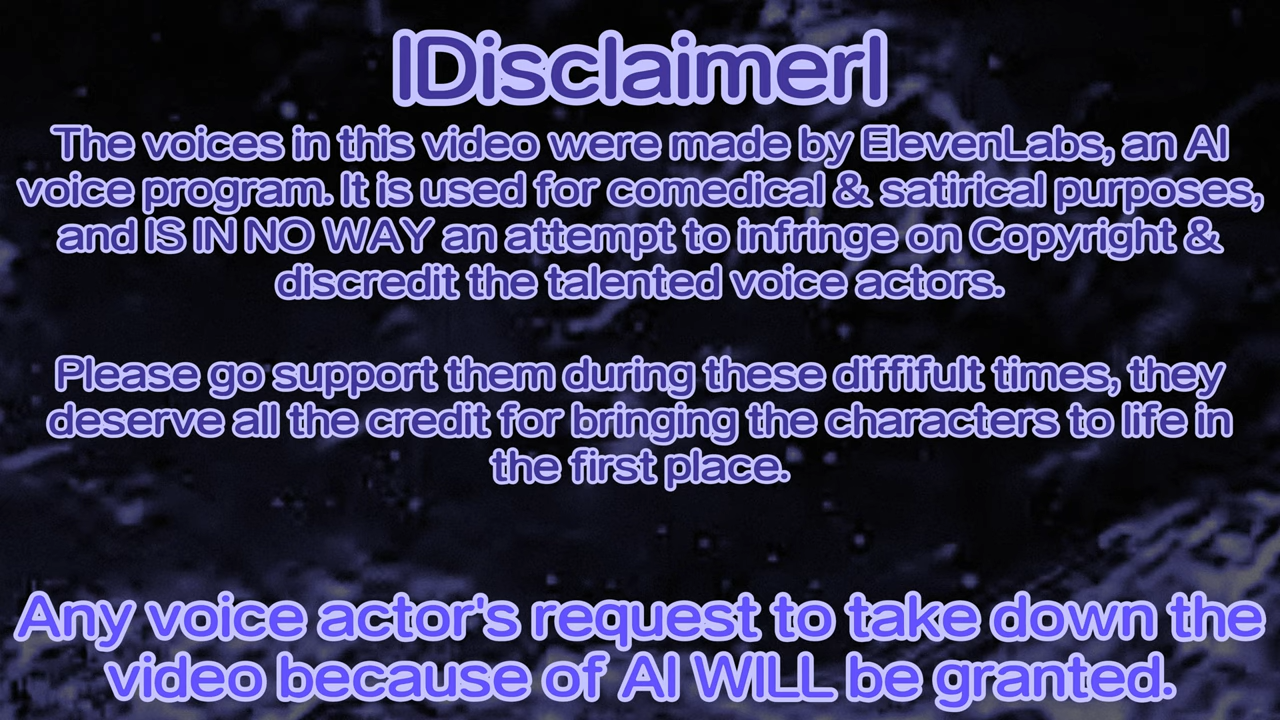 |Disclaimer|
The voices in this video were made by ElevenLabs, an AI
voice program. It is used for comedical & satirical purposes,
and IS IN NO WAY an attempt to infringe on Copyright &
discredit the talented voice actors.
Please go support them during these diffifult times, they
deserve all the credit for bringing the characters to life in
the first place.
Any voice actor's request to take down the
video because of AI WILL be granted.